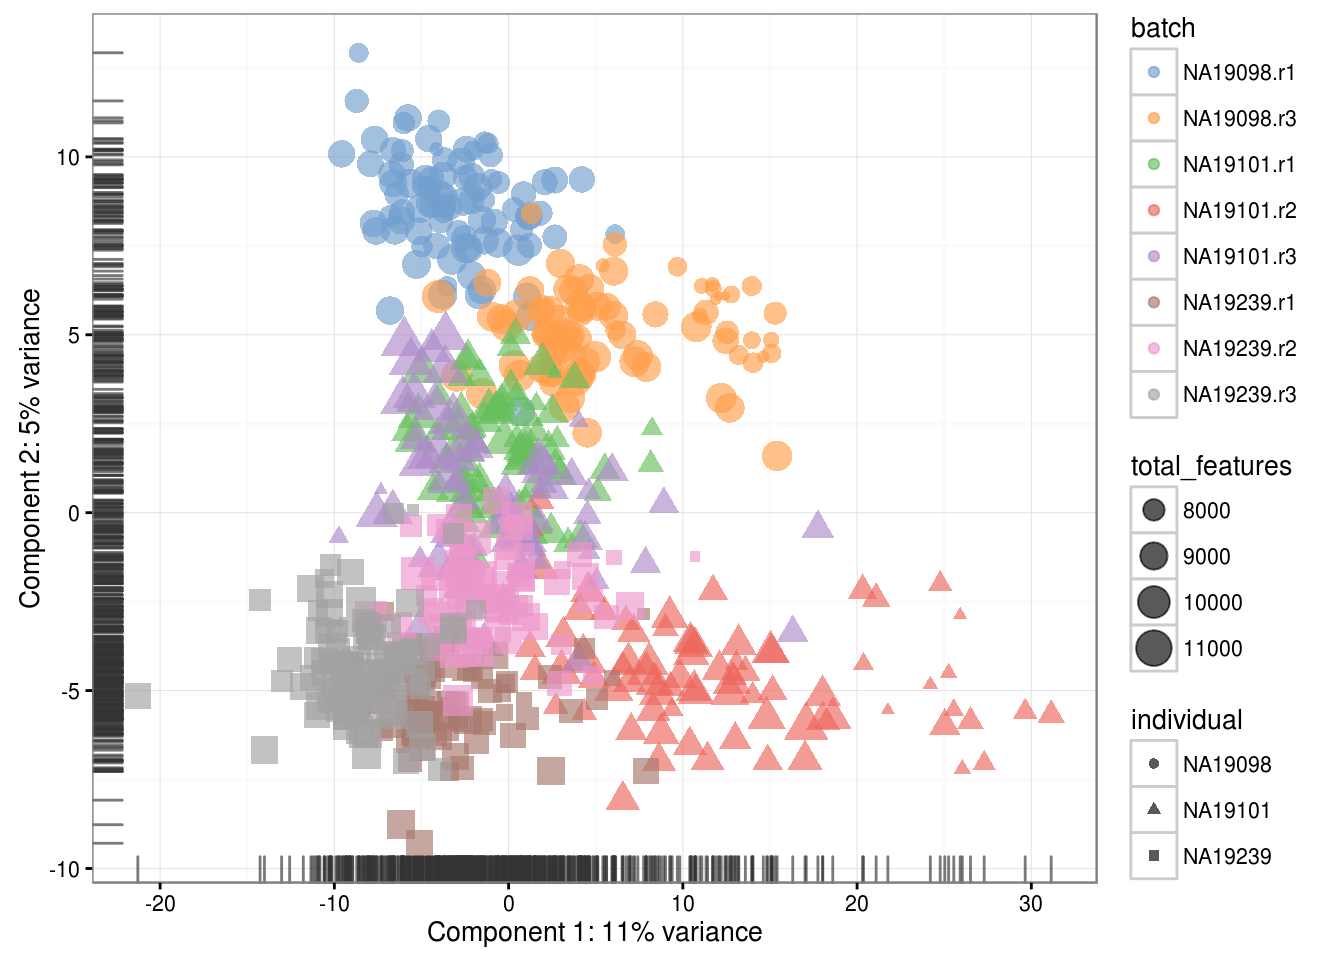 batch
NA19098.r1
NA19098.r3
NA19101.r1
NA19101.r2
NA19101.r3
NA19239.r1
NA19239.r2
NA19239.r3
total_features
8000
9000
10000
11000
individual
NA19098
NA19101
NA19239
Component 2: 5% variance
10
5
0
-5
-10
-20
-10
0
10
20
30
Component 1: 11% variance